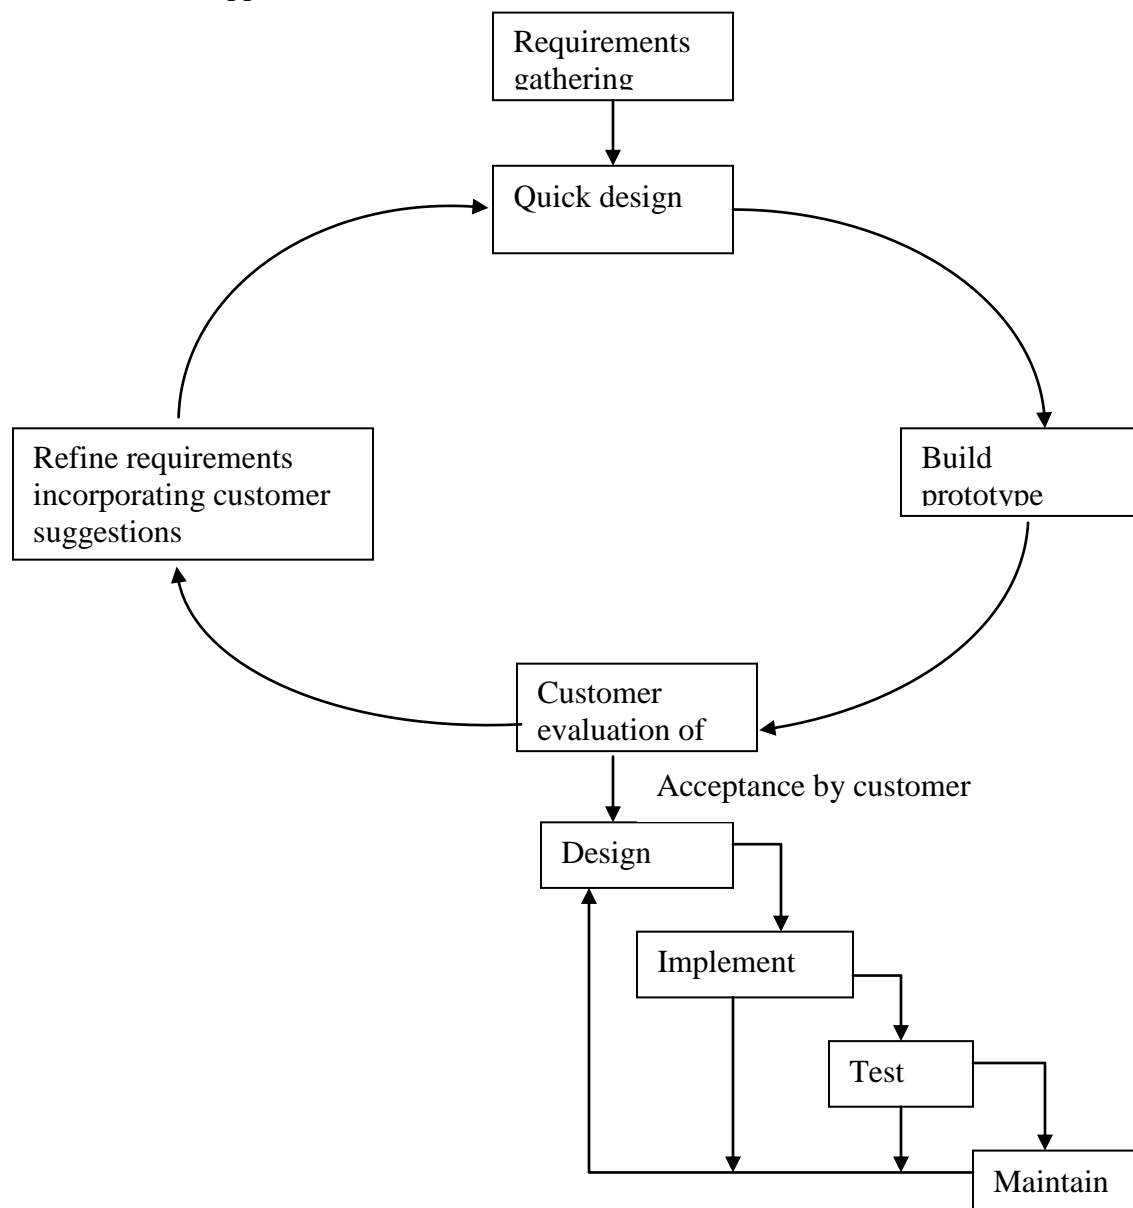 Requirements
gathering
Quick design
Refine requirements
incorporating customer
suggestions
Build
prototype
Customer
evaluation of
Acceptance by customer
Design
Implement
Test
Maintain